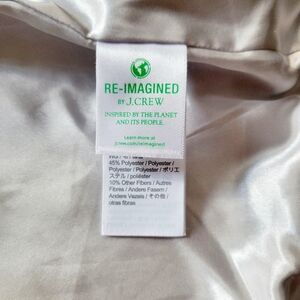 RE-IMAGINED
BY J.CREW
INSPIRED BY THE PLANET
AND ITS PEOPLE.
Learn more at
jcrew.com/reimagined
45% Polyester / Polyester /
Polyester / Polyester / ポリエ
ステル / poliéster
10% Other Fibers / Autres
Fibres / Andere Fasern /
Andere Vezels / その他 /
otras fibras